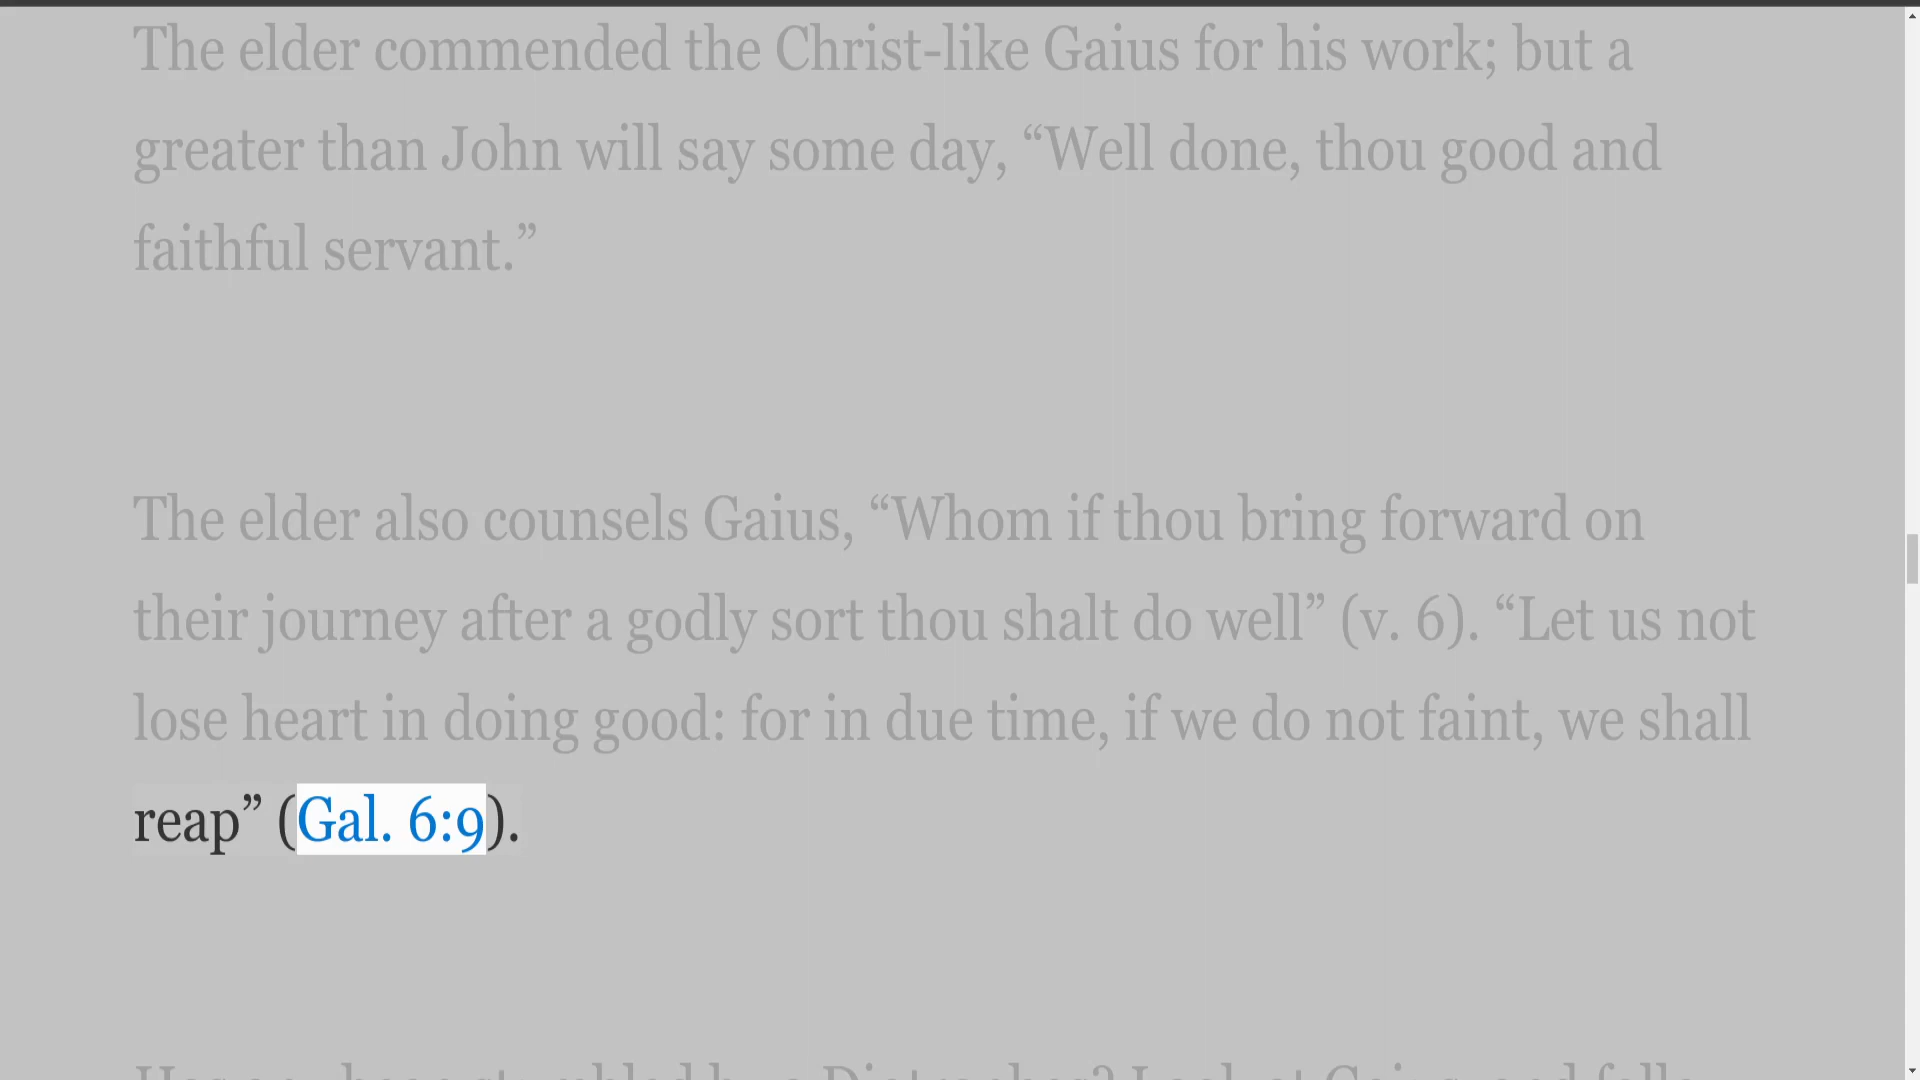 The elder commended the Christ-like Gaius for his work; but a
greater than John will say some day, “Well done, thou good and
faithful servant.”
The elder also counsels Gaius, “Whom if thou bring forward on
their journey after a godly sort thou shalt do well” (v. 6). “Let us not
lose heart in doing good: for in due time, if we do not faint, we shall
reap” (Gal. 6:9).